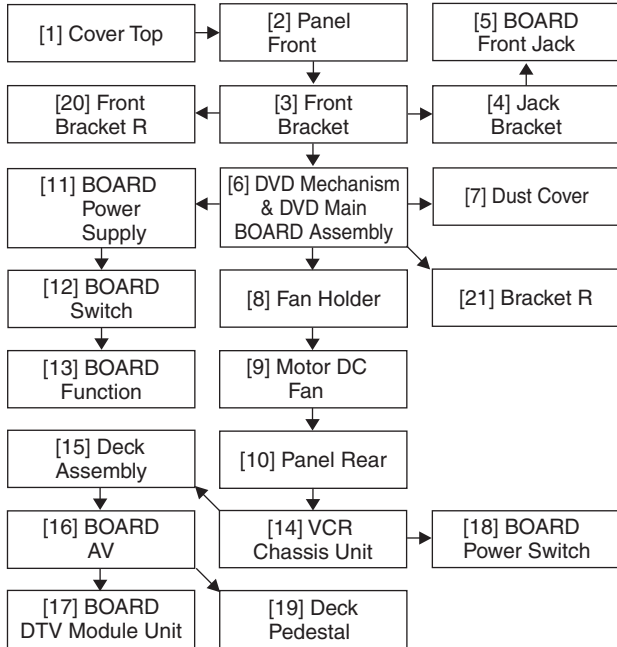 [1] Cover Top
[2] Panel
Front
[5] BOARD
Front Jack
[20] Front
Bracket R
[3] Front
Bracket
[4] Jack
Bracket
[11] BOARD
Power
Supply
[6] DVD Mechanism
& DVD Main
BOARD Assembly
[7] Dust Cover
[12] BOARD
Switch
[8] Fan Holder
[21] Bracket R
[13] BOARD
Function
[9] Motor DC
Fan
[15] Deck
Assembly
[10] Panel Rear
[16] BOARD
AV
[14] VCR
Chassis Unit
[18] BOARD
Power Switch
[17] BOARD
DTV Module Unit
[19] Deck
Pedestal